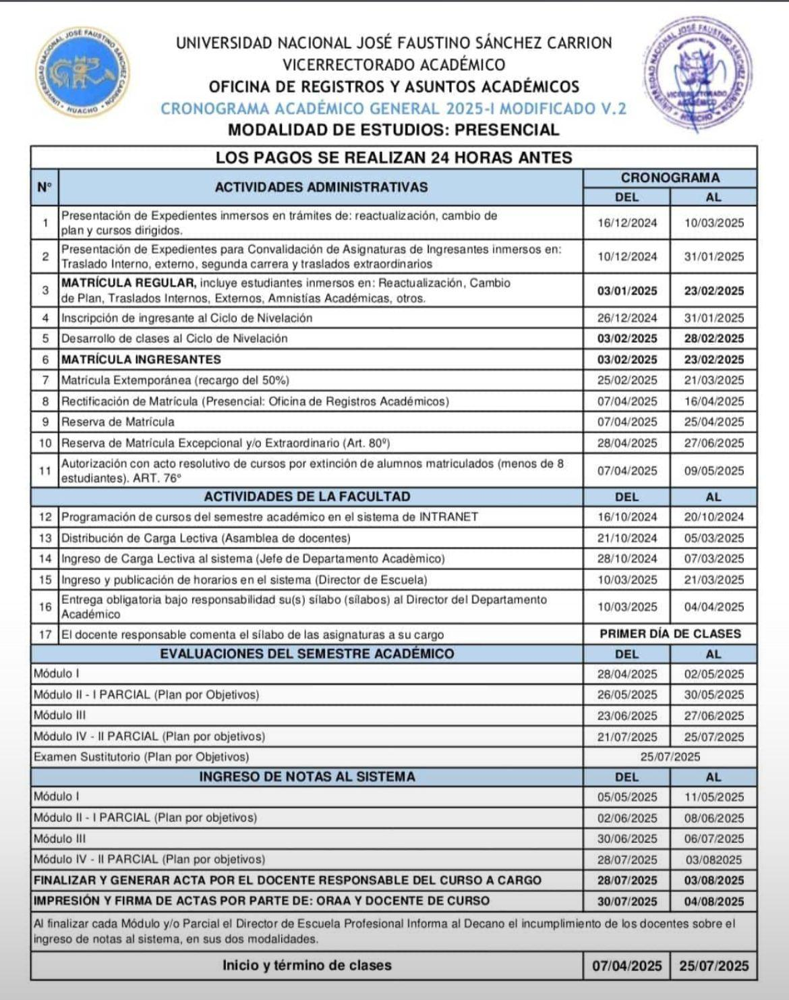 UNIVERSIDAD NACIONAL JOSÉ FAUSTINO SÁNCHEZ CARRION
VICERRECTORADO ACADÉMICO
OFICINA DE REGISTROS Y ASUNTOS ACADÉMICOS
CRONOGRAMA ACADÉMICO GENERAL 2025-I MODIFICADO V.2
MODALIDAD DE ESTUDIOS: PRESENCIAL
UNIVERSIDAD NACIONAL JOSÉ FAUSTINO SÁNCHEZ CARRIÓN
HUACHO
VICERRECTORADO
ACADÉMICO
LOS PAGOS SE REALIZAN 24 HORAS ANTES
N° ACTIVIDADES ADMINISTRATIVAS CRONOGRAMA
DEL AL
1 Presentación de Expedientes inmersos en trámites de: reactualización, cambio de
plan y cursos dirigidos. 16/12/2024 10/03/2025
2 Presentación de Expedientes para Convalidación de Asignaturas de Ingresantes inmersos en:
Traslado Interno, externo, segunda carrera y traslados extraordinarios 10/12/2024 31/01/2025
3 MATRÍCULA REGULAR, incluye estudiantes inmersos en: Reactualización, Cambio
de Plan, Traslados Internos, Externos, Amnistías Académicas, otros. 03/01/2025 23/02/2025
4 Inscripción de ingresante al Ciclo de Nivelación 26/12/2024 31/01/2025
5 Desarrollo de clases al Ciclo de Nivelación 03/02/2025 28/02/2025
6 MATRÍCULA INGRESANTES 03/02/2025 23/02/2025
7 Matrícula Extemporánea (recargo del 50%) 25/02/2025 21/03/2025
8 Rectificación de Matrícula (Presencial: Oficina de Registros Académicos) 07/04/2025 16/04/2025
9 Reserva de Matrícula 07/04/2025 25/04/2025
10 Reserva de Matrícula Excepcional y/o Extraordinario (Art. 80º) 28/04/2025 27/06/2025
11 Autorización con acto resolutivo de cursos por extinción de alumnos matriculados (menos de 8
estudiantes). ART. 76° 07/04/2025 09/05/2025
ACTIVIDADES DE LA FACULTAD DEL AL
12 Programación de cursos del semestre académico en el sistema de INTRANET 16/10/2024 20/10/2024
13 Distribución de Carga Lectiva (Asamblea de docentes) 21/10/2024 05/03/2025
14 Ingreso de Carga Lectiva al sistema (Jefe de Departamento Acadèmico) 28/10/2024 07/03/2025
15 Ingreso y publicación de horarios en el sistema (Director de Escuela) 10/03/2025 21/03/2025
16 Entrega obligatoria bajo responsabilidad su(s) sílabo (sílabos) al Director del Departamento
Académico 10/03/2025 04/04/2025
17 El docente responsable comenta el sílabo de las asignaturas a su cargo PRIMER DÍA DE CLASES
EVALUACIONES DEL SEMESTRE ACADÉMICO DEL AL
Módulo I 28/04/2025 02/05/2025
Módulo II - I PARCIAL (Plan por Objetivos) 26/05/2025 30/05/2025
Módulo III 23/06/2025 27/06/2025
Módulo IV - II PARCIAL (Plan por objetivos) 21/07/2025 25/07/2025
Examen Sustitutorio (Plan por Objetivos) 25/07/2025
INGRESO DE NOTAS AL SISTEMA DEL AL
Módulo I 05/05/2025 11/05/2025
Módulo II - I PARCIAL (Plan por objetivos) 02/06/2025 08/06/2025
Módulo III 30/06/2025 06/07/2025
Módulo IV - II PARCIAL (Plan por objetivos) 28/07/2025 03/082025
FINALIZAR Y GENERAR ACTA POR EL DOCENTE RESPONSABLE DEL CURSO A CARGO 28/07/2025 03/08/2025
IMPRESIÓN Y FIRMA DE ACTAS POR PARTE DE: ORAA Y DOCENTE DE CURSO 30/07/2025 04/08/2025
Al finalizar cada Módulo y/o Parcial el Director de Escuela Profesional Informa al Decano el incumplimiento de los docentes sobre el
ingreso de notas al sistema, en sus dos modalidades.
Inicio y término de clases 07/04/2025 25/07/2025